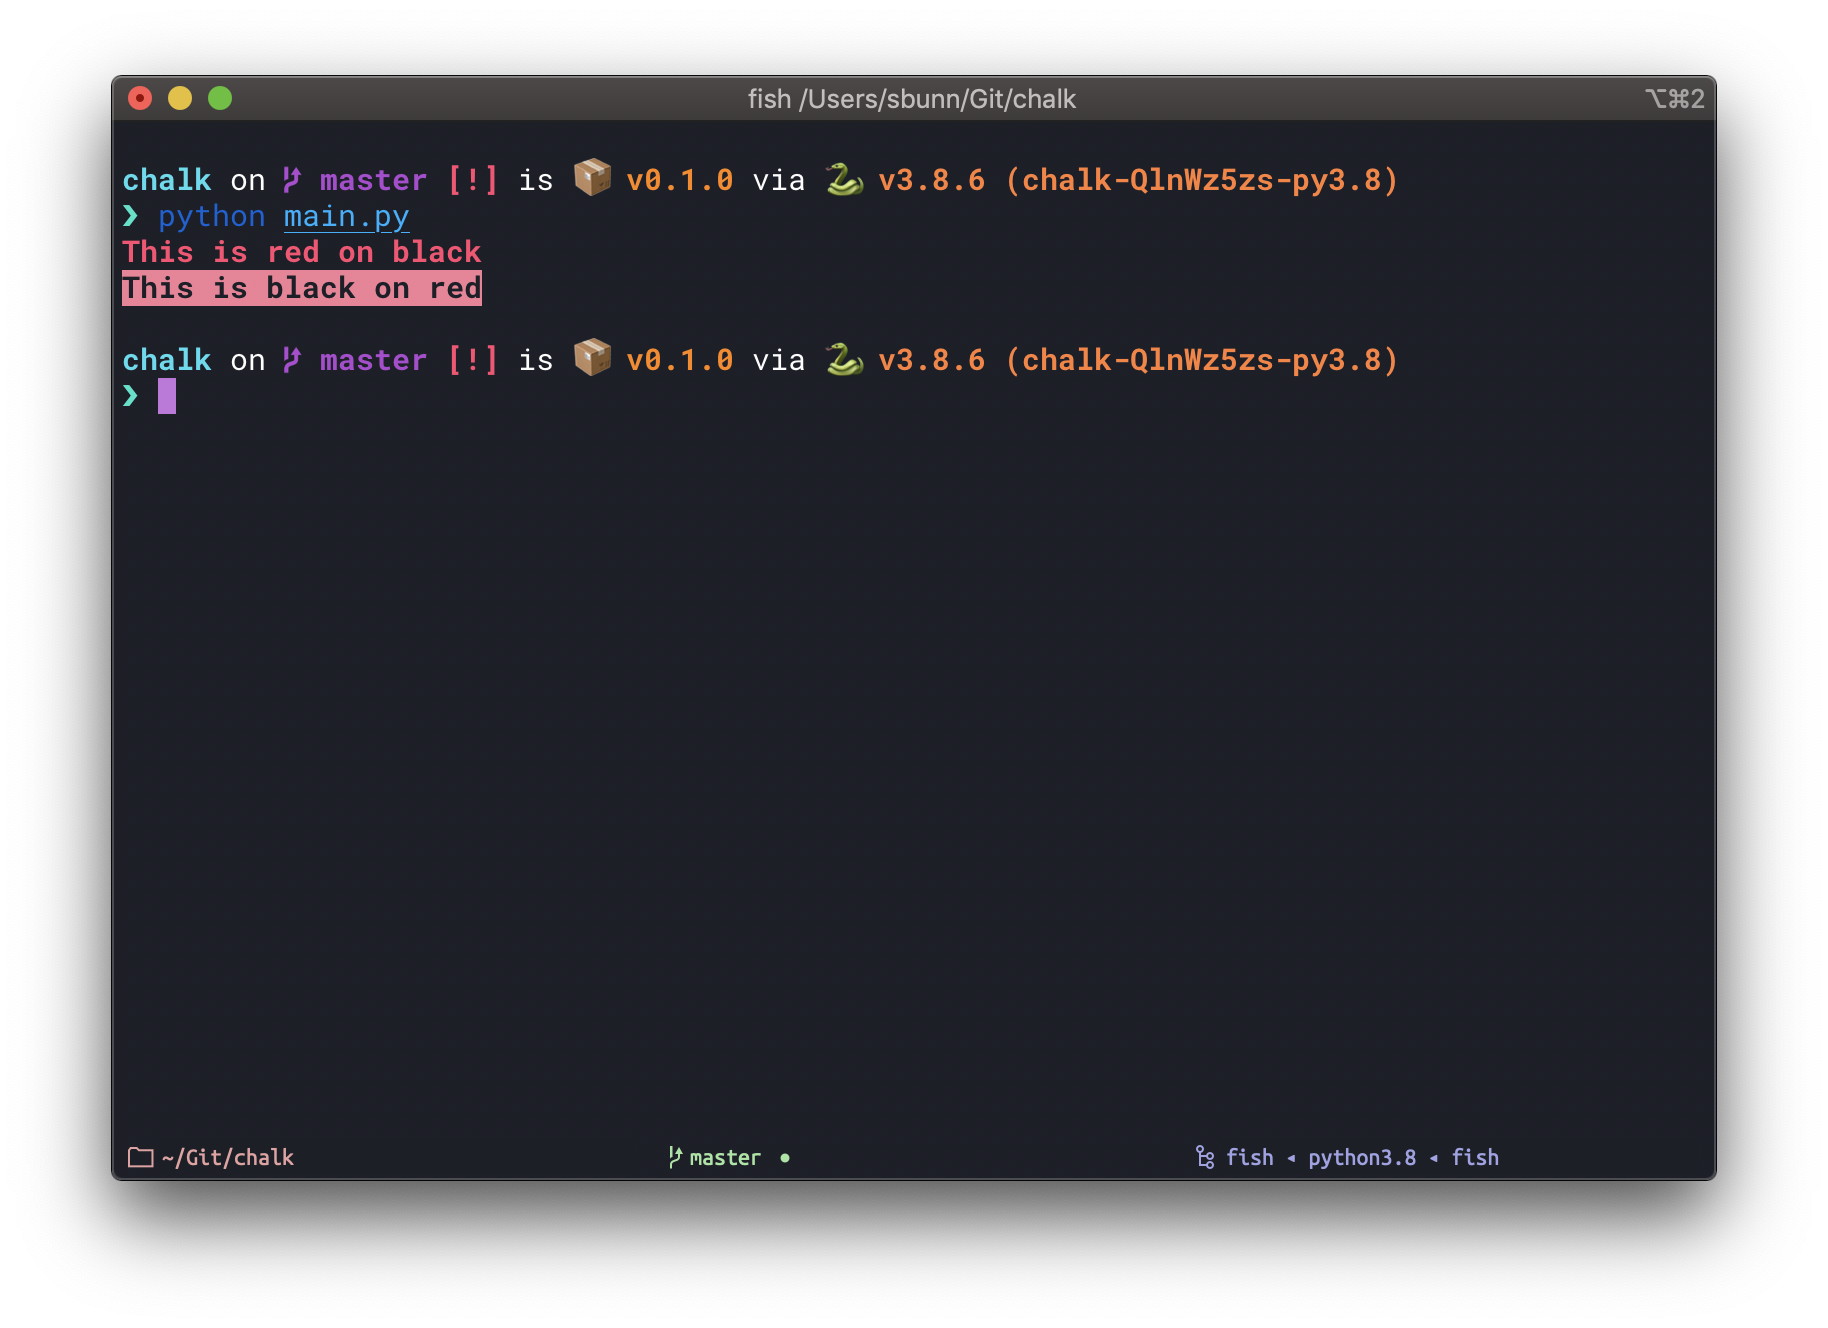 fish /Users/sbunn/Git/chalk ⌥⌘2
chalk on master [!] is 📦 v0.1.0 via 🐍 v3.8.6 (chalk-QlnWz5zs-py3.8)
❯ python main.py
This is red on black
This is black on red
chalk on master [!] is 📦 v0.1.0 via 🐍 v3.8.6 (chalk-QlnWz5zs-py3.8)
❯
~/Git/chalk master • fish ◂ python3.8 ◂ fish